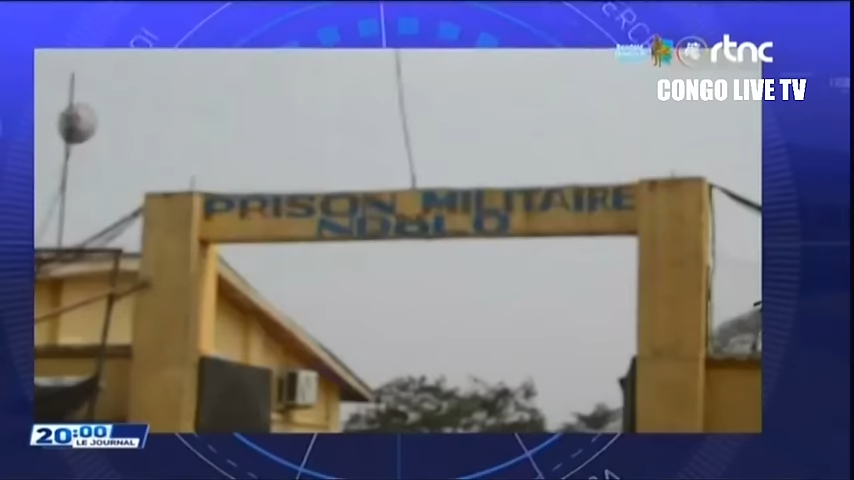 rtnc
CONGO LIVE TV
PRISON MILITAIRE
NDOLO
20:00
LE JOURNAL